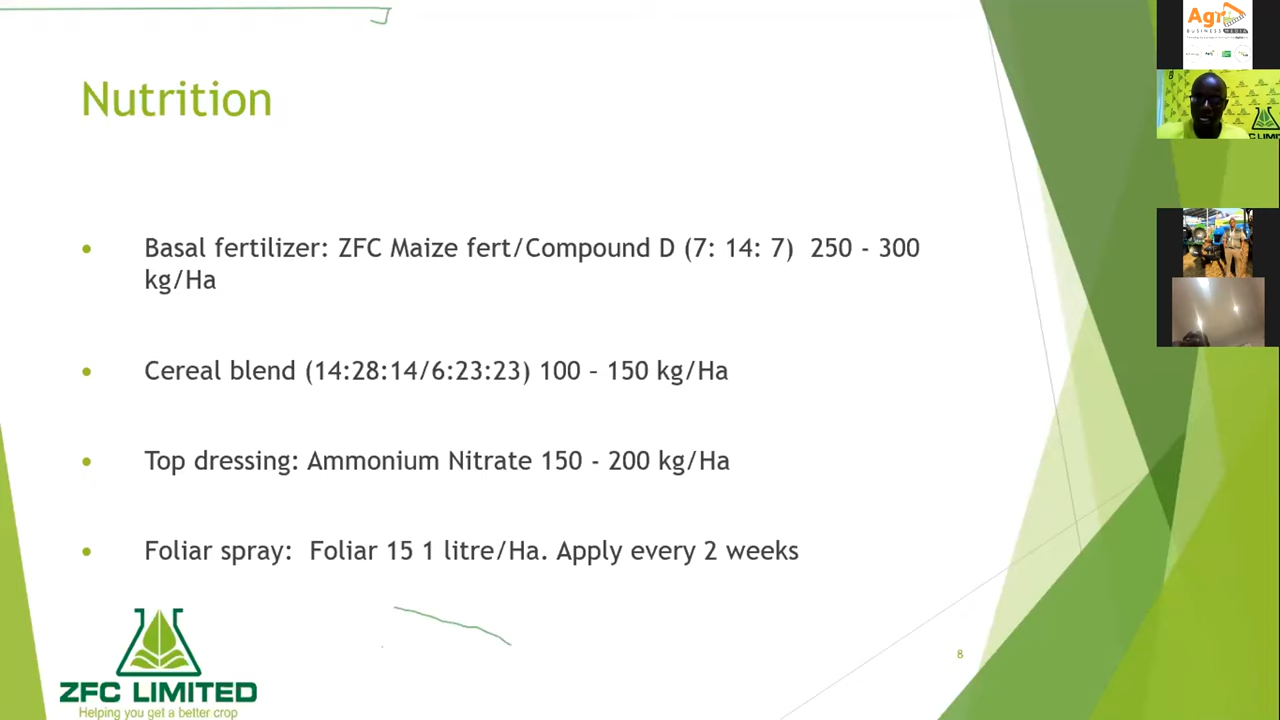 Nutrition
Basal fertilizer: ZFC Maize fert/Compound D (7: 14: 7) 250 - 300
kg/Ha
Cereal blend (14:28:14/6:23:23) 100 – 150 kg/Ha
Top dressing: Ammonium Nitrate 150 - 200 kg/Ha
Foliar spray: Foliar 15 1 litre/Ha. Apply every 2 weeks
8
ZFC LIMITED
Helping you get a better crop
Agr
BUSINESS MEDIA
C LIMITED